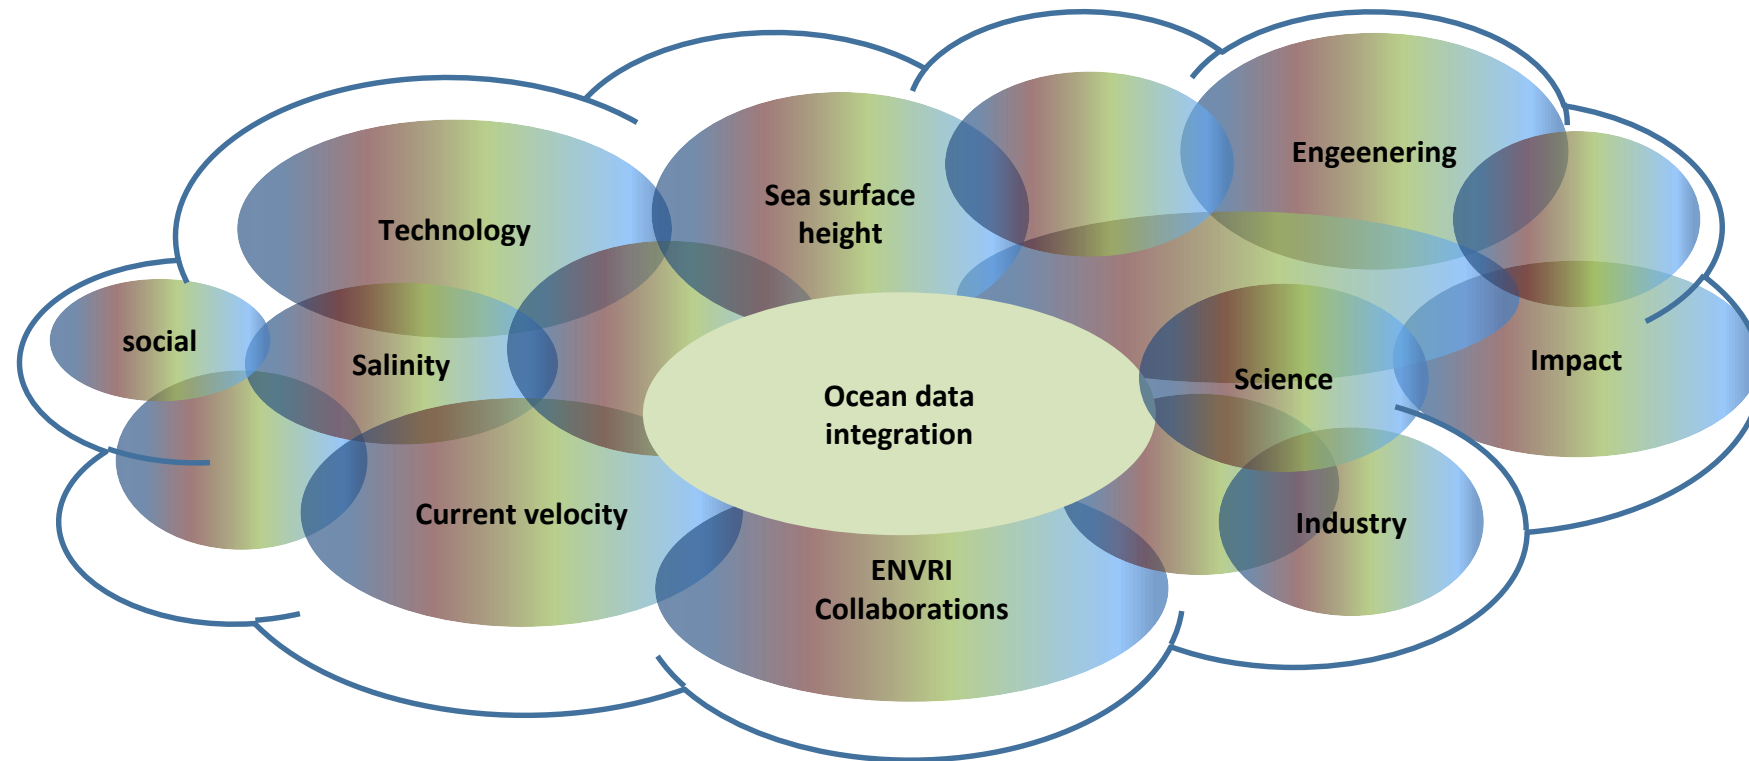 Engeenering
Sea surface
height
Technology
social
Salinity
Impact
Science
Ocean data
integration
Current velocity
Industry
ENVRI
Collaborations